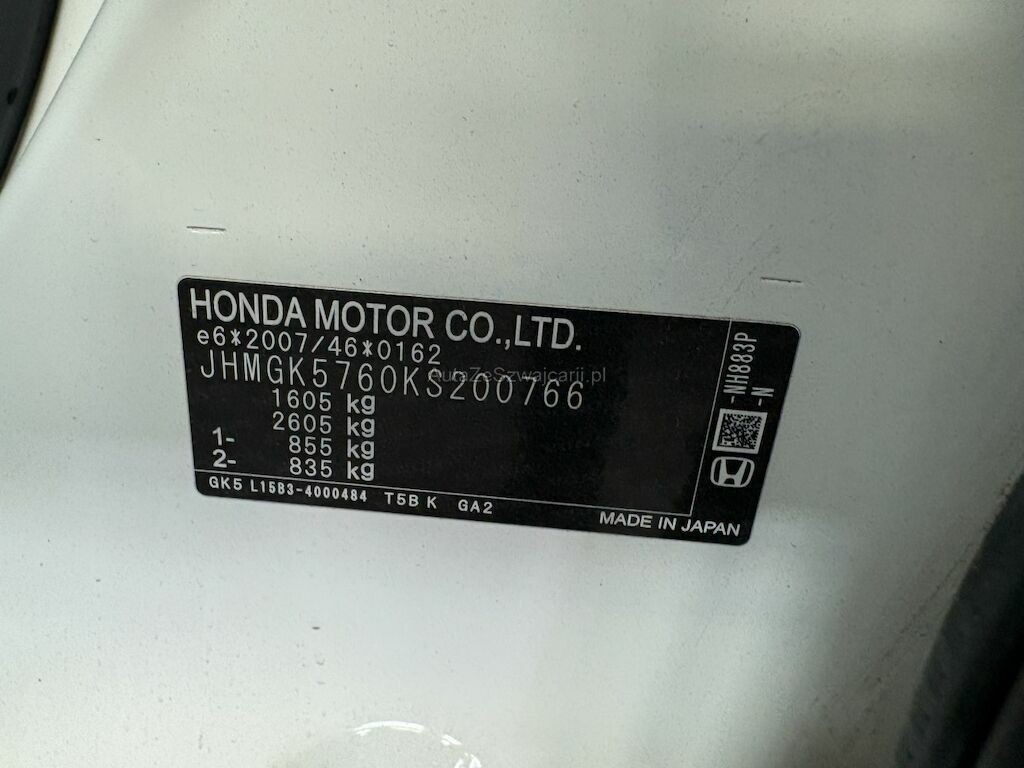 HONDA MOTOR CO.,LTD.
e6*2007/46*0162
JHMGK5760KS200766
AutaZeSzwajcarii.pl
1605 kg
2605 kg
1- 855 kg
2- 835 kg
GK5 L15B3-4000484 T5B K GA2
MADE IN JAPAN
-NH883P
-N